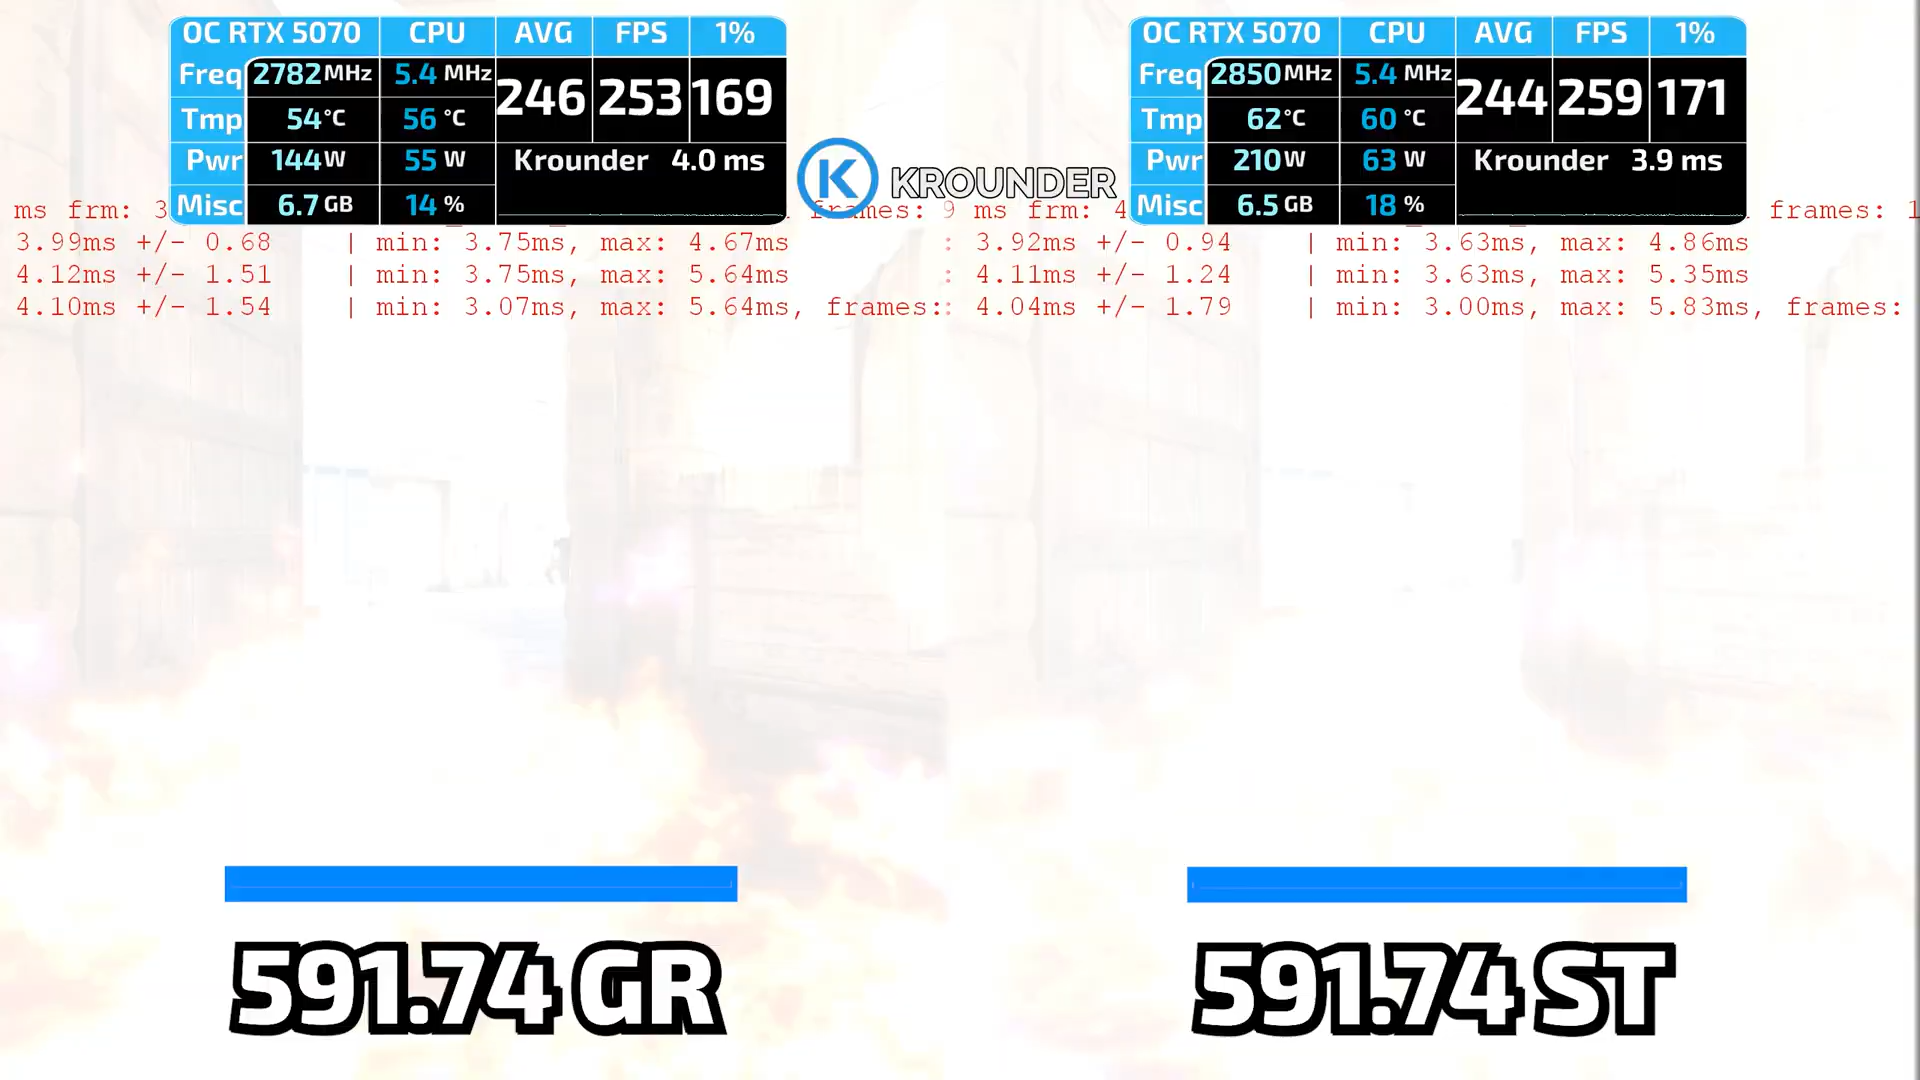 OC RTX 5070 CPU AVG FPS 1%
Freq 2782 MHz 5.4 MHz 246 253 169
Tmp 54 °C 56 °C
Pwr 144 W 55 W Krounder 4.0 ms
Misc 6.7 GB 14 %
OC RTX 5070 CPU AVG FPS 1%
Freq 2850 MHz 5.4 MHz 244 259 171
Tmp 62 °C 60 °C
Pwr 210 W 63 W Krounder 3.9 ms
Misc 6.5 GB 18 %
K KROUNDER
ms frm: 3 frames: 9 ms frm: 4 frames: 1
3.99ms +/- 0.68 | min: 3.75ms, max: 4.67ms : 3.92ms +/- 0.94 | min: 3.63ms, max: 4.86ms
4.12ms +/- 1.51 | min: 3.75ms, max: 5.64ms : 4.11ms +/- 1.24 | min: 3.63ms, max: 5.35ms
4.10ms +/- 1.54 | min: 3.07ms, max: 5.64ms, frames:: 4.04ms +/- 1.79 | min: 3.00ms, max: 5.83ms, frames:
591.74 GR
591.74 ST